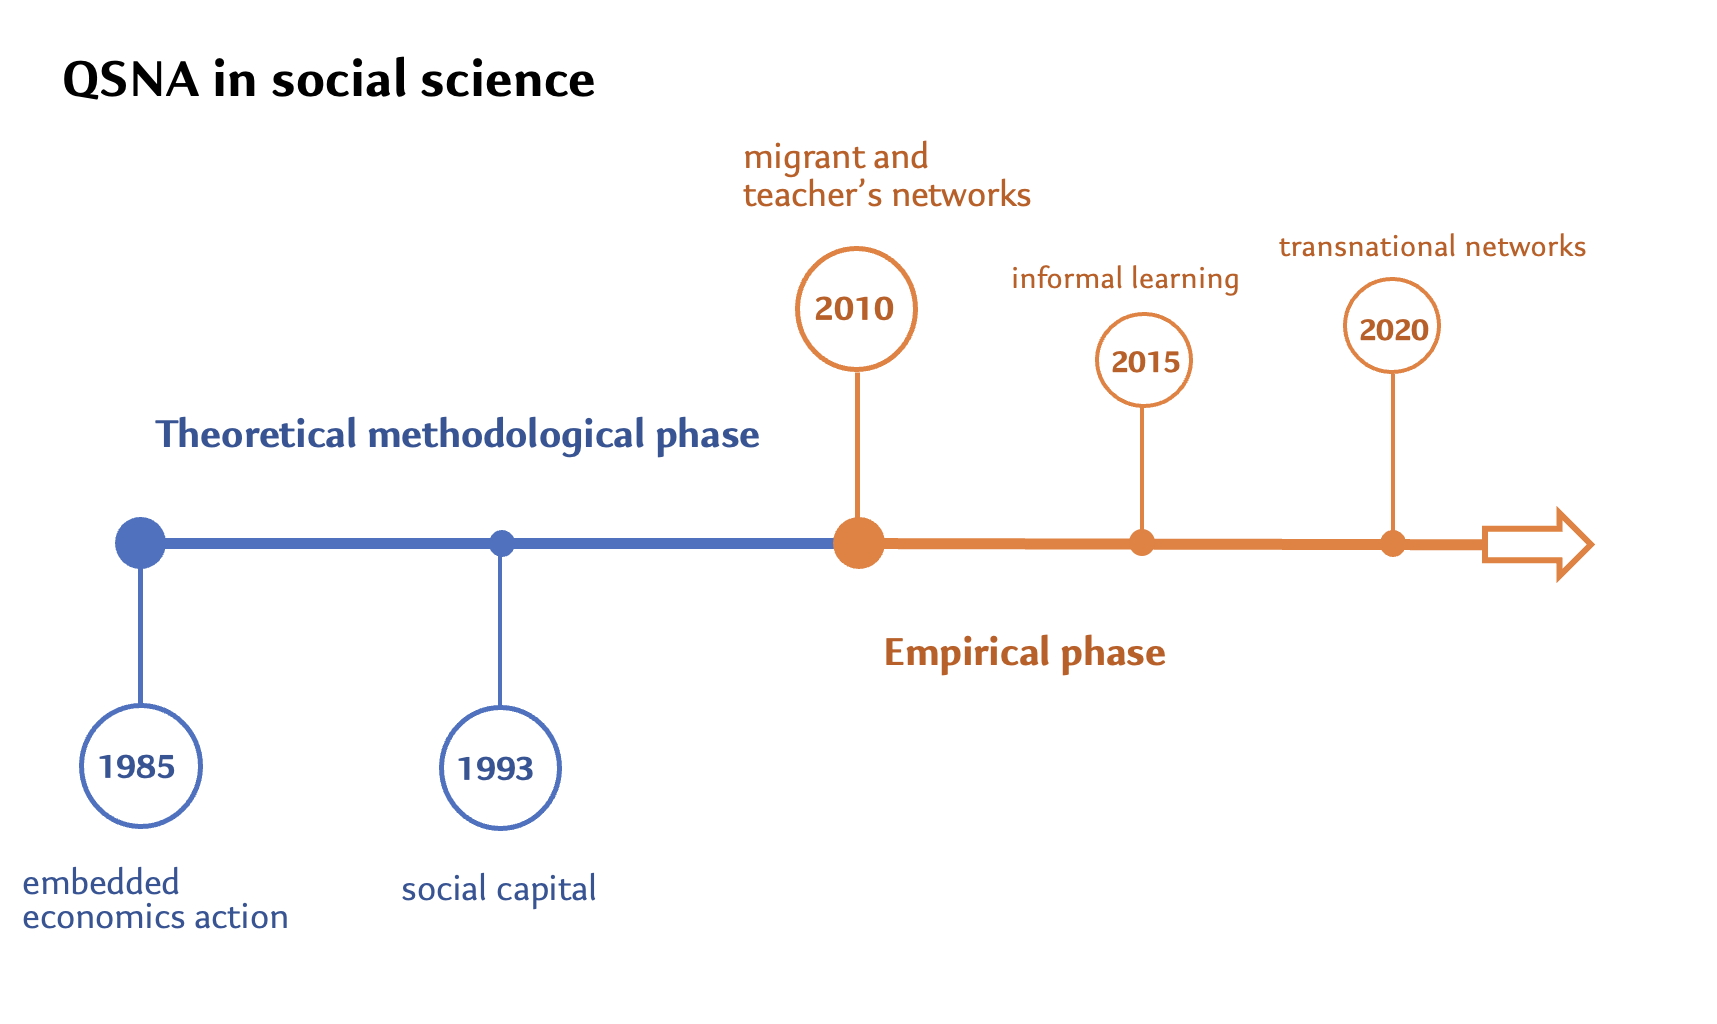 QSNA in social science
migrant and
teacher’s networks
transnational networks
informal learning
2010
2020
2015
Theoretical methodological phase
Empirical phase
1985
1993
embedded
economics action
social capital